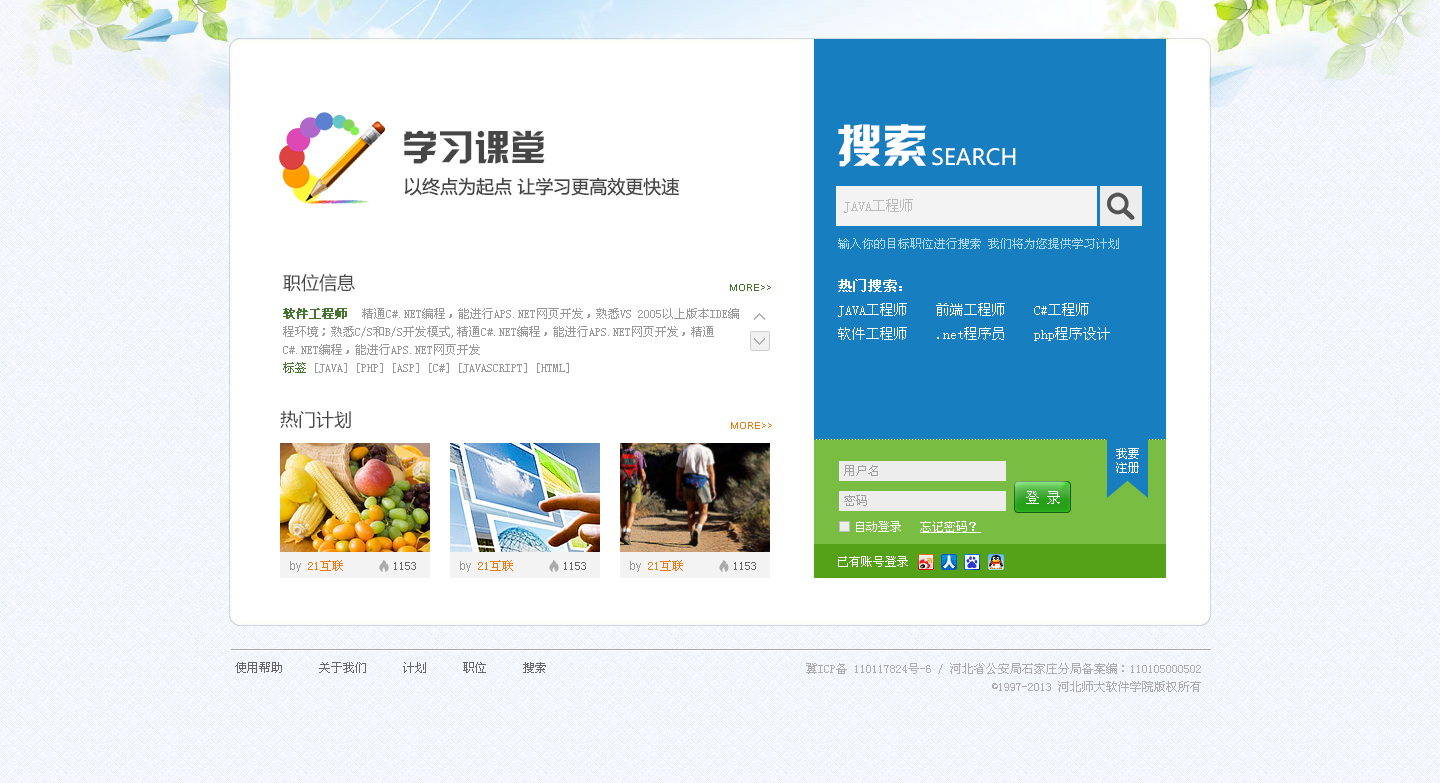 学习课堂
以终点为起点 让学习更高效更快速
职位信息
MORE>>
软件工程师 精通C#.NET编程，能进行APS.NET网页开发，熟悉VS 2005以上版本IDE编
程环境；熟悉C/S和B/S开发模式,精通C#.NET编程，能进行APS.NET网页开发，精通
C#.NET编程，能进行APS.NET网页开发
标签 [JAVA] [PHP] [ASP] [C#] [JAVASCRIPT] [HTML]
热门计划
MORE>>
by 21互联 1153
by 21互联 1153
by 21互联 1153
搜索 SEARCH
JAVA工程师
输入你的目标职位进行搜索 我们将为您提供学习计划
热门搜索：
JAVA工程师 前端工程师 C#工程师
软件工程师 .net程序员 php程序设计
我要
注册
用户名
密码
登 录
自动登录 忘记密码？
已有账号登录
使用帮助 关于我们 计划 职位 搜索
冀ICP备 110117824号-6 / 河北省公安局石家庄分局备案编：110105000502
©1997-2013 河北师大软件学院版权所有